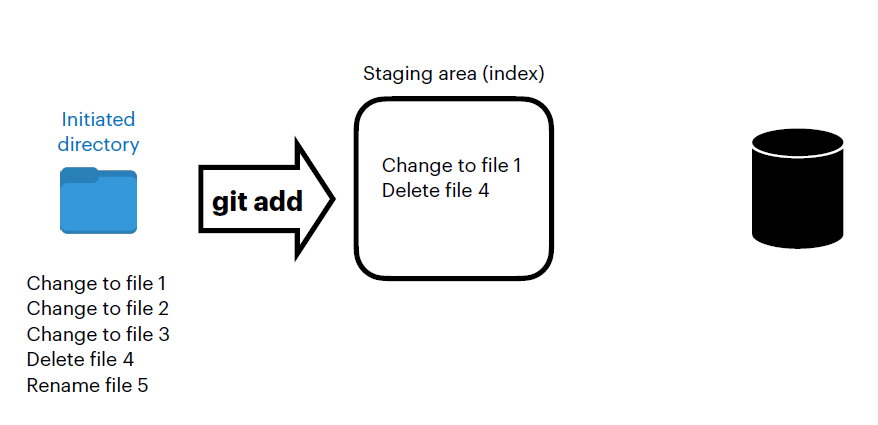 Staging area (index)
Initiated
directory
git add
Change to file 1
Delete file 4
Change to file 1
Change to file 2
Change to file 3
Delete file 4
Rename file 5